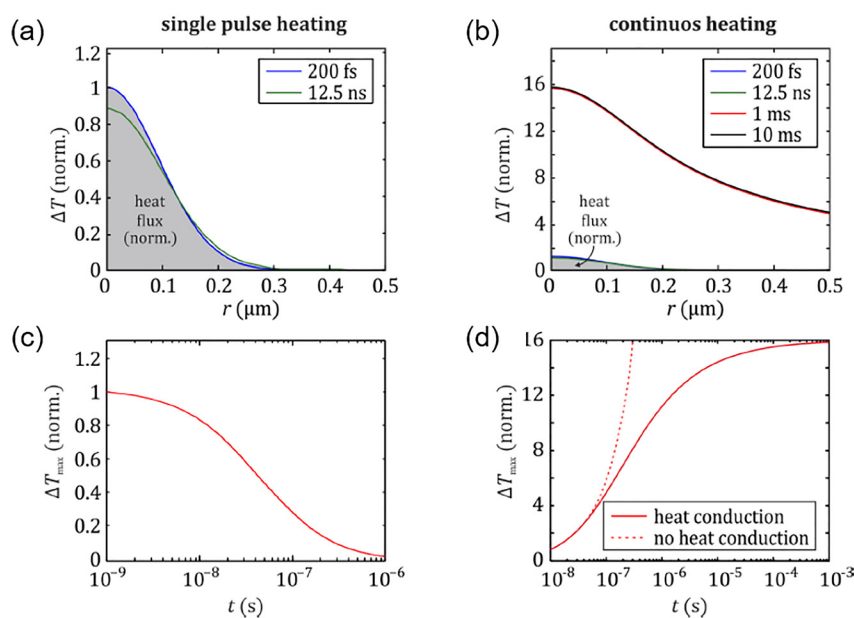 (a)
single pulse heating
1.2
1
0.8
0.6
0.4
0.2
0
ΔT (norm.)
200 fs
12.5 ns
heat
flux
(norm.)
0 0.1 0.2 0.3 0.4 0.5
r (μm)
(b)
continuos heating
16
12
8
4
0
ΔT (norm.)
200 fs
12.5 ns
1 ms
10 ms
heat
flux
(norm.)
0 0.1 0.2 0.3 0.4 0.5
r (μm)
(c)
1.2
1
0.8
0.6
0.4
0.2
0
ΔTmax (norm.)
10⁻⁹ 10⁻⁸ 10⁻⁷ 10⁻⁶
t (s)
(d)
16
12
8
4
0
ΔTmax (norm.)
heat conduction
no heat conduction
10⁻⁸ 10⁻⁷ 10⁻⁶ 10⁻⁵ 10⁻⁴ 10⁻³
t (s)